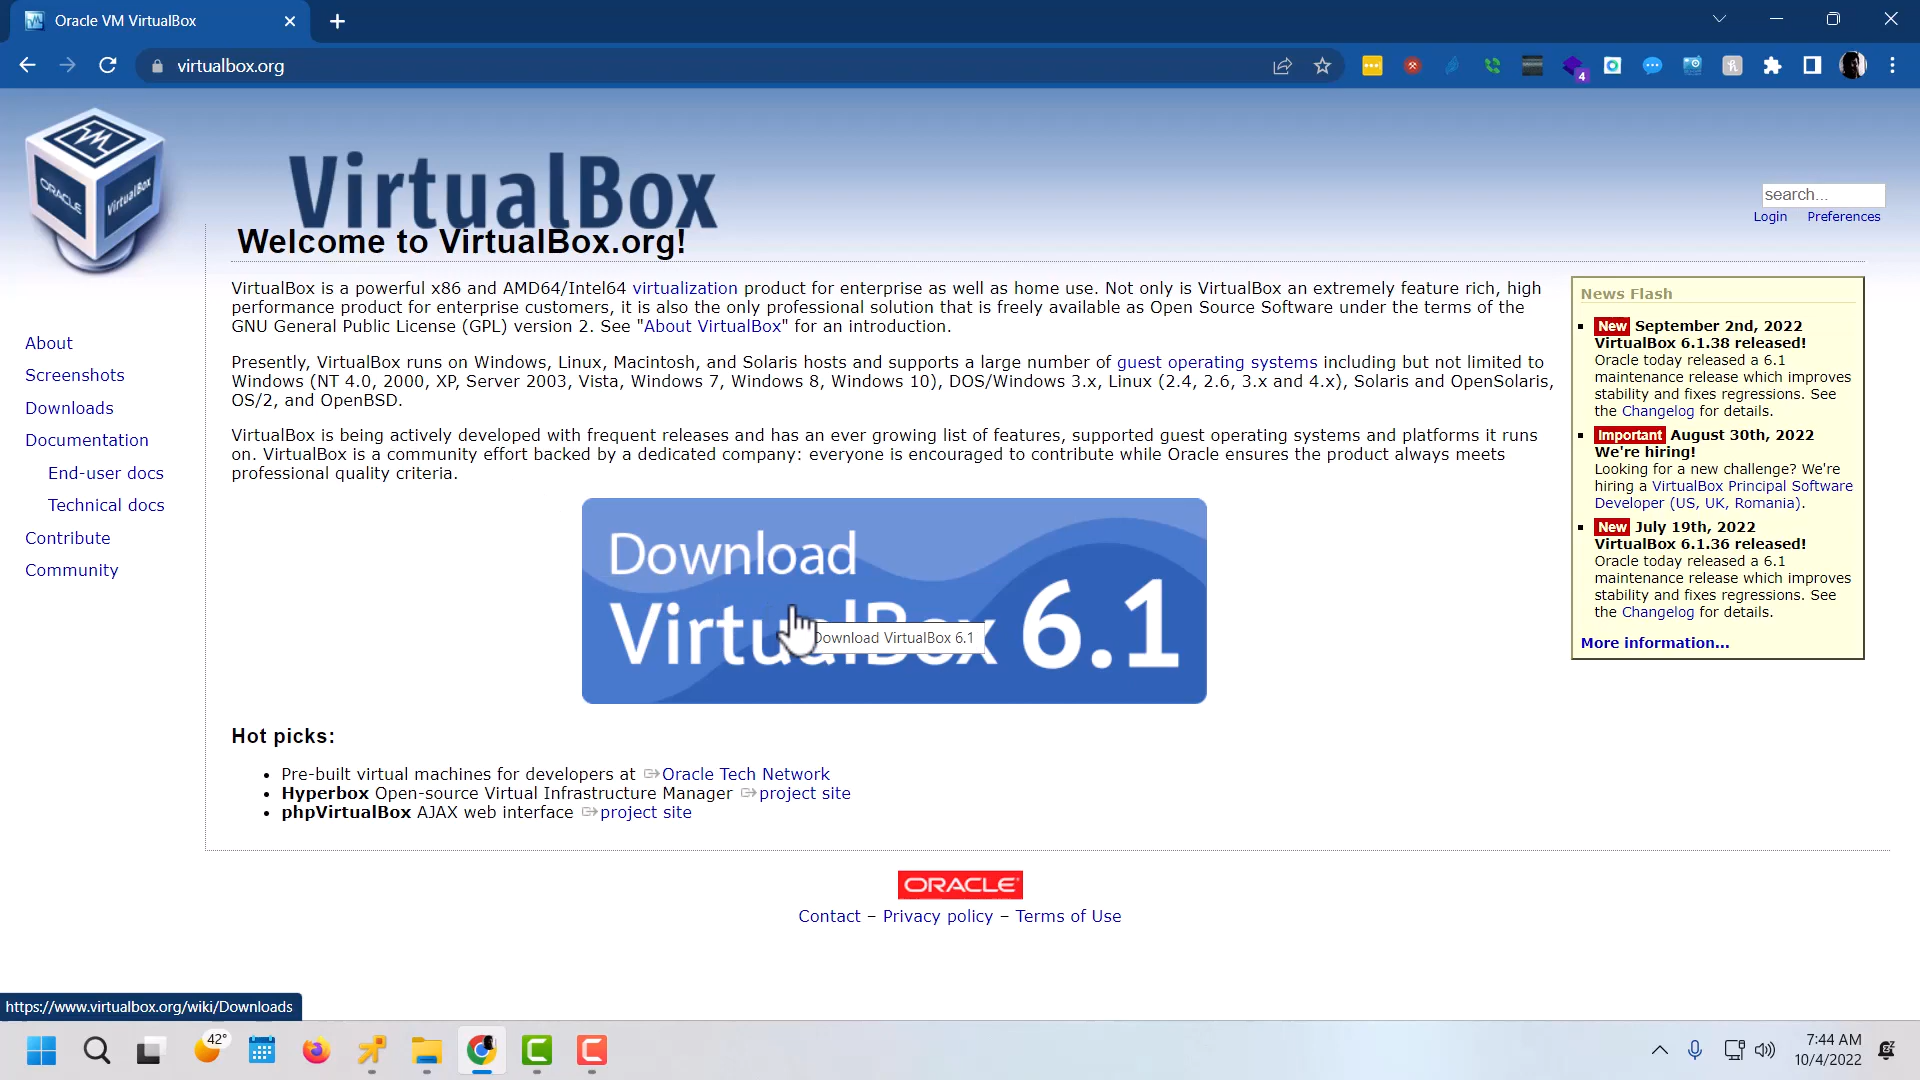 Oracle VM VirtualBox
virtualbox.org
4
ORACLE
VirtualBox
VirtualBox
search...
Login Preferences
Welcome to VirtualBox.org!
VirtualBox is a powerful x86 and AMD64/Intel64 virtualization product for enterprise as well as home use. Not only is VirtualBox an extremely feature rich, high
performance product for enterprise customers, it is also the only professional solution that is freely available as Open Source Software under the terms of the
GNU General Public License (GPL) version 2. See "About VirtualBox" for an introduction.
Presently, VirtualBox runs on Windows, Linux, Macintosh, and Solaris hosts and supports a large number of guest operating systems including but not limited to
Windows (NT 4.0, 2000, XP, Server 2003, Vista, Windows 7, Windows 8, Windows 10), DOS/Windows 3.x, Linux (2.4, 2.6, 3.x and 4.x), Solaris and OpenSolaris,
OS/2, and OpenBSD.
VirtualBox is being actively developed with frequent releases and has an ever growing list of features, supported guest operating systems and platforms it runs
on. VirtualBox is a community effort backed by a dedicated company: everyone is encouraged to contribute while Oracle ensures the product always meets
professional quality criteria.
About
Screenshots
Downloads
Documentation
End-user docs
Technical docs
Contribute
Community
News Flash
New September 2nd, 2022
VirtualBox 6.1.38 released!
Oracle today released a 6.1
maintenance release which improves
stability and fixes regressions. See
the Changelog for details.
Important August 30th, 2022
We're hiring!
Looking for a new challenge? We're
hiring a VirtualBox Principal Software
Developer (US, UK, Romania).
New July 19th, 2022
VirtualBox 6.1.36 released!
Oracle today released a 6.1
maintenance release which improves
stability and fixes regressions. See
the Changelog for details.
More information...
Download
VirtualBox 6.1
Download VirtualBox 6.1
Hot picks:
Pre-built virtual machines for developers at Oracle Tech Network
Hyperbox Open-source Virtual Infrastructure Manager project site
phpVirtualBox AJAX web interface project site
ORACLE
Contact – Privacy policy – Terms of Use
https://www.virtualbox.org/wiki/Downloads
42°
7:44 AM
10/4/2022